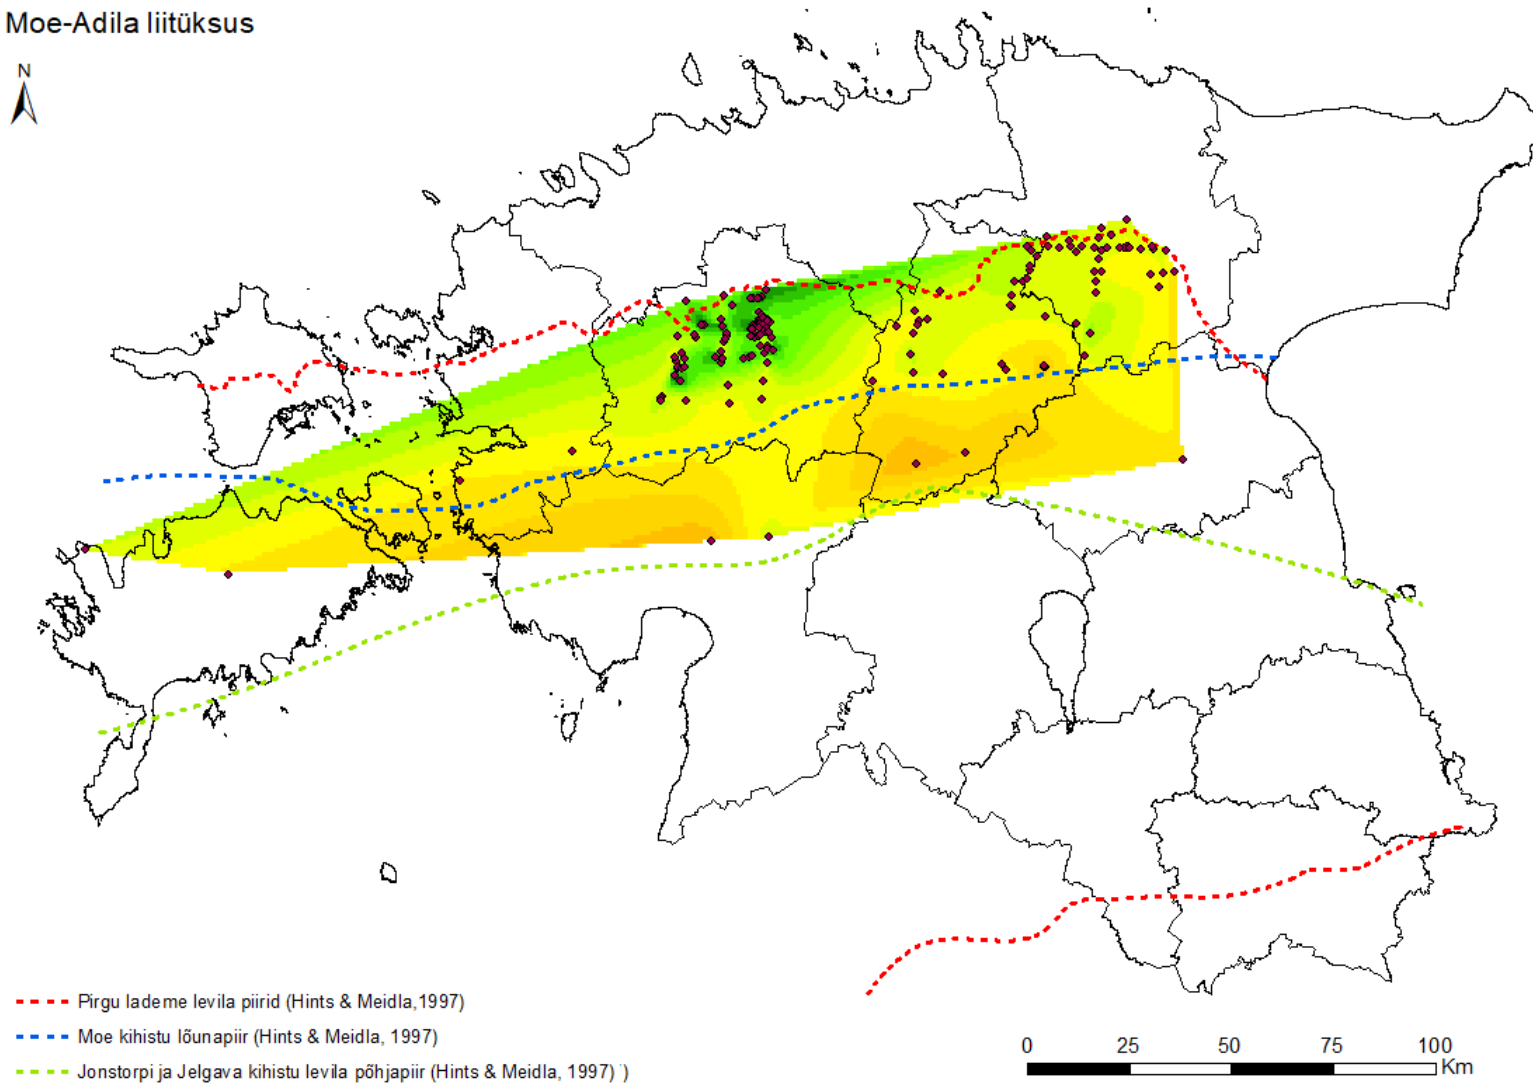 Moe-Adila liitüksus
N
Pirgu lademe levila piirid (Hints & Meidla,1997)
Moe kihistu lõunapiir (Hints & Meidla, 1997)
Jonstorpi ja Jelgava kihistu levila põhjapiir (Hints & Meidla, 1997) )
0 25 50 75 100
Km